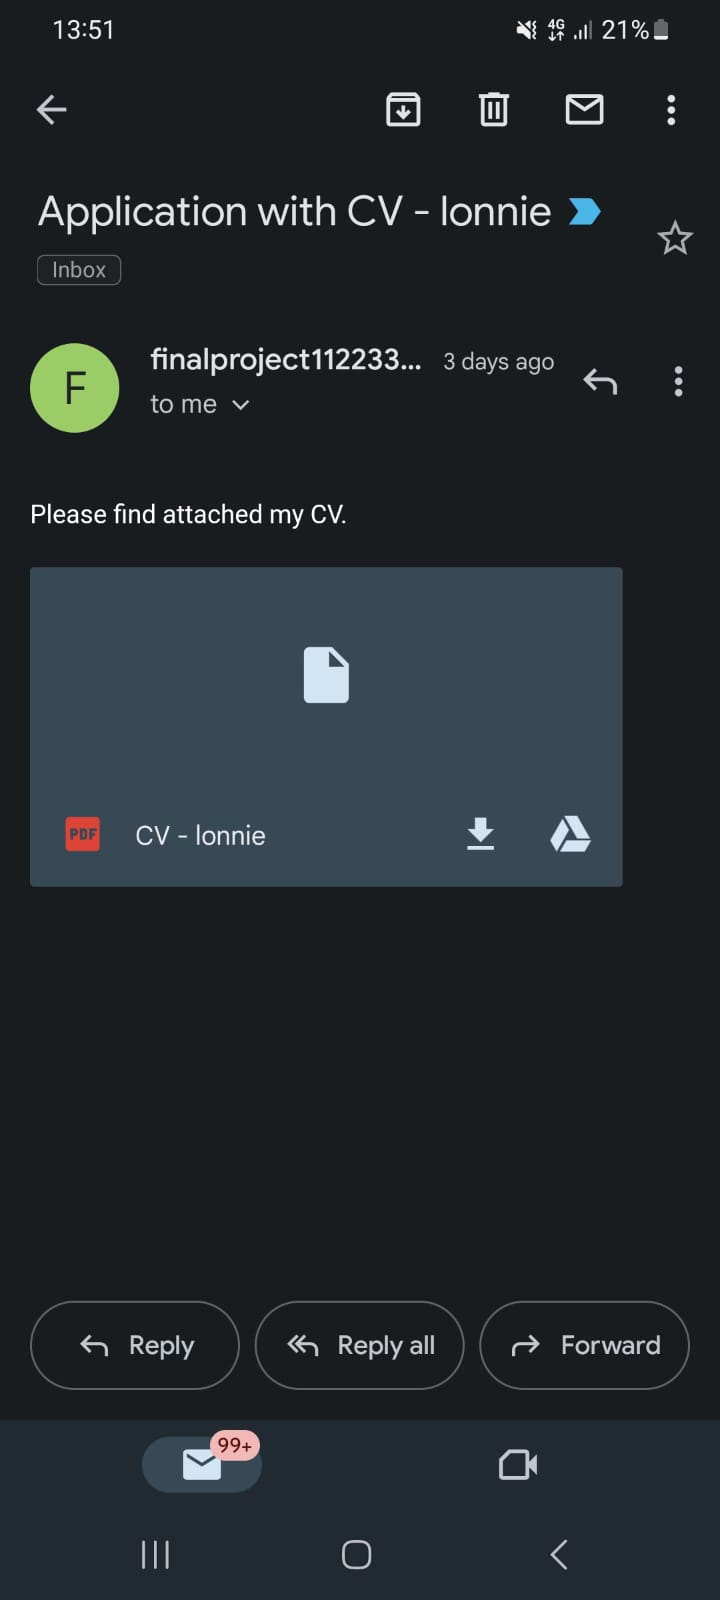 13:51
4G 21%
Application with CV - lonnie
Inbox
F
finalproject112233... 3 days ago
to me
Please find attached my CV.
PDF CV - lonnie
Reply Reply all Forward
99+